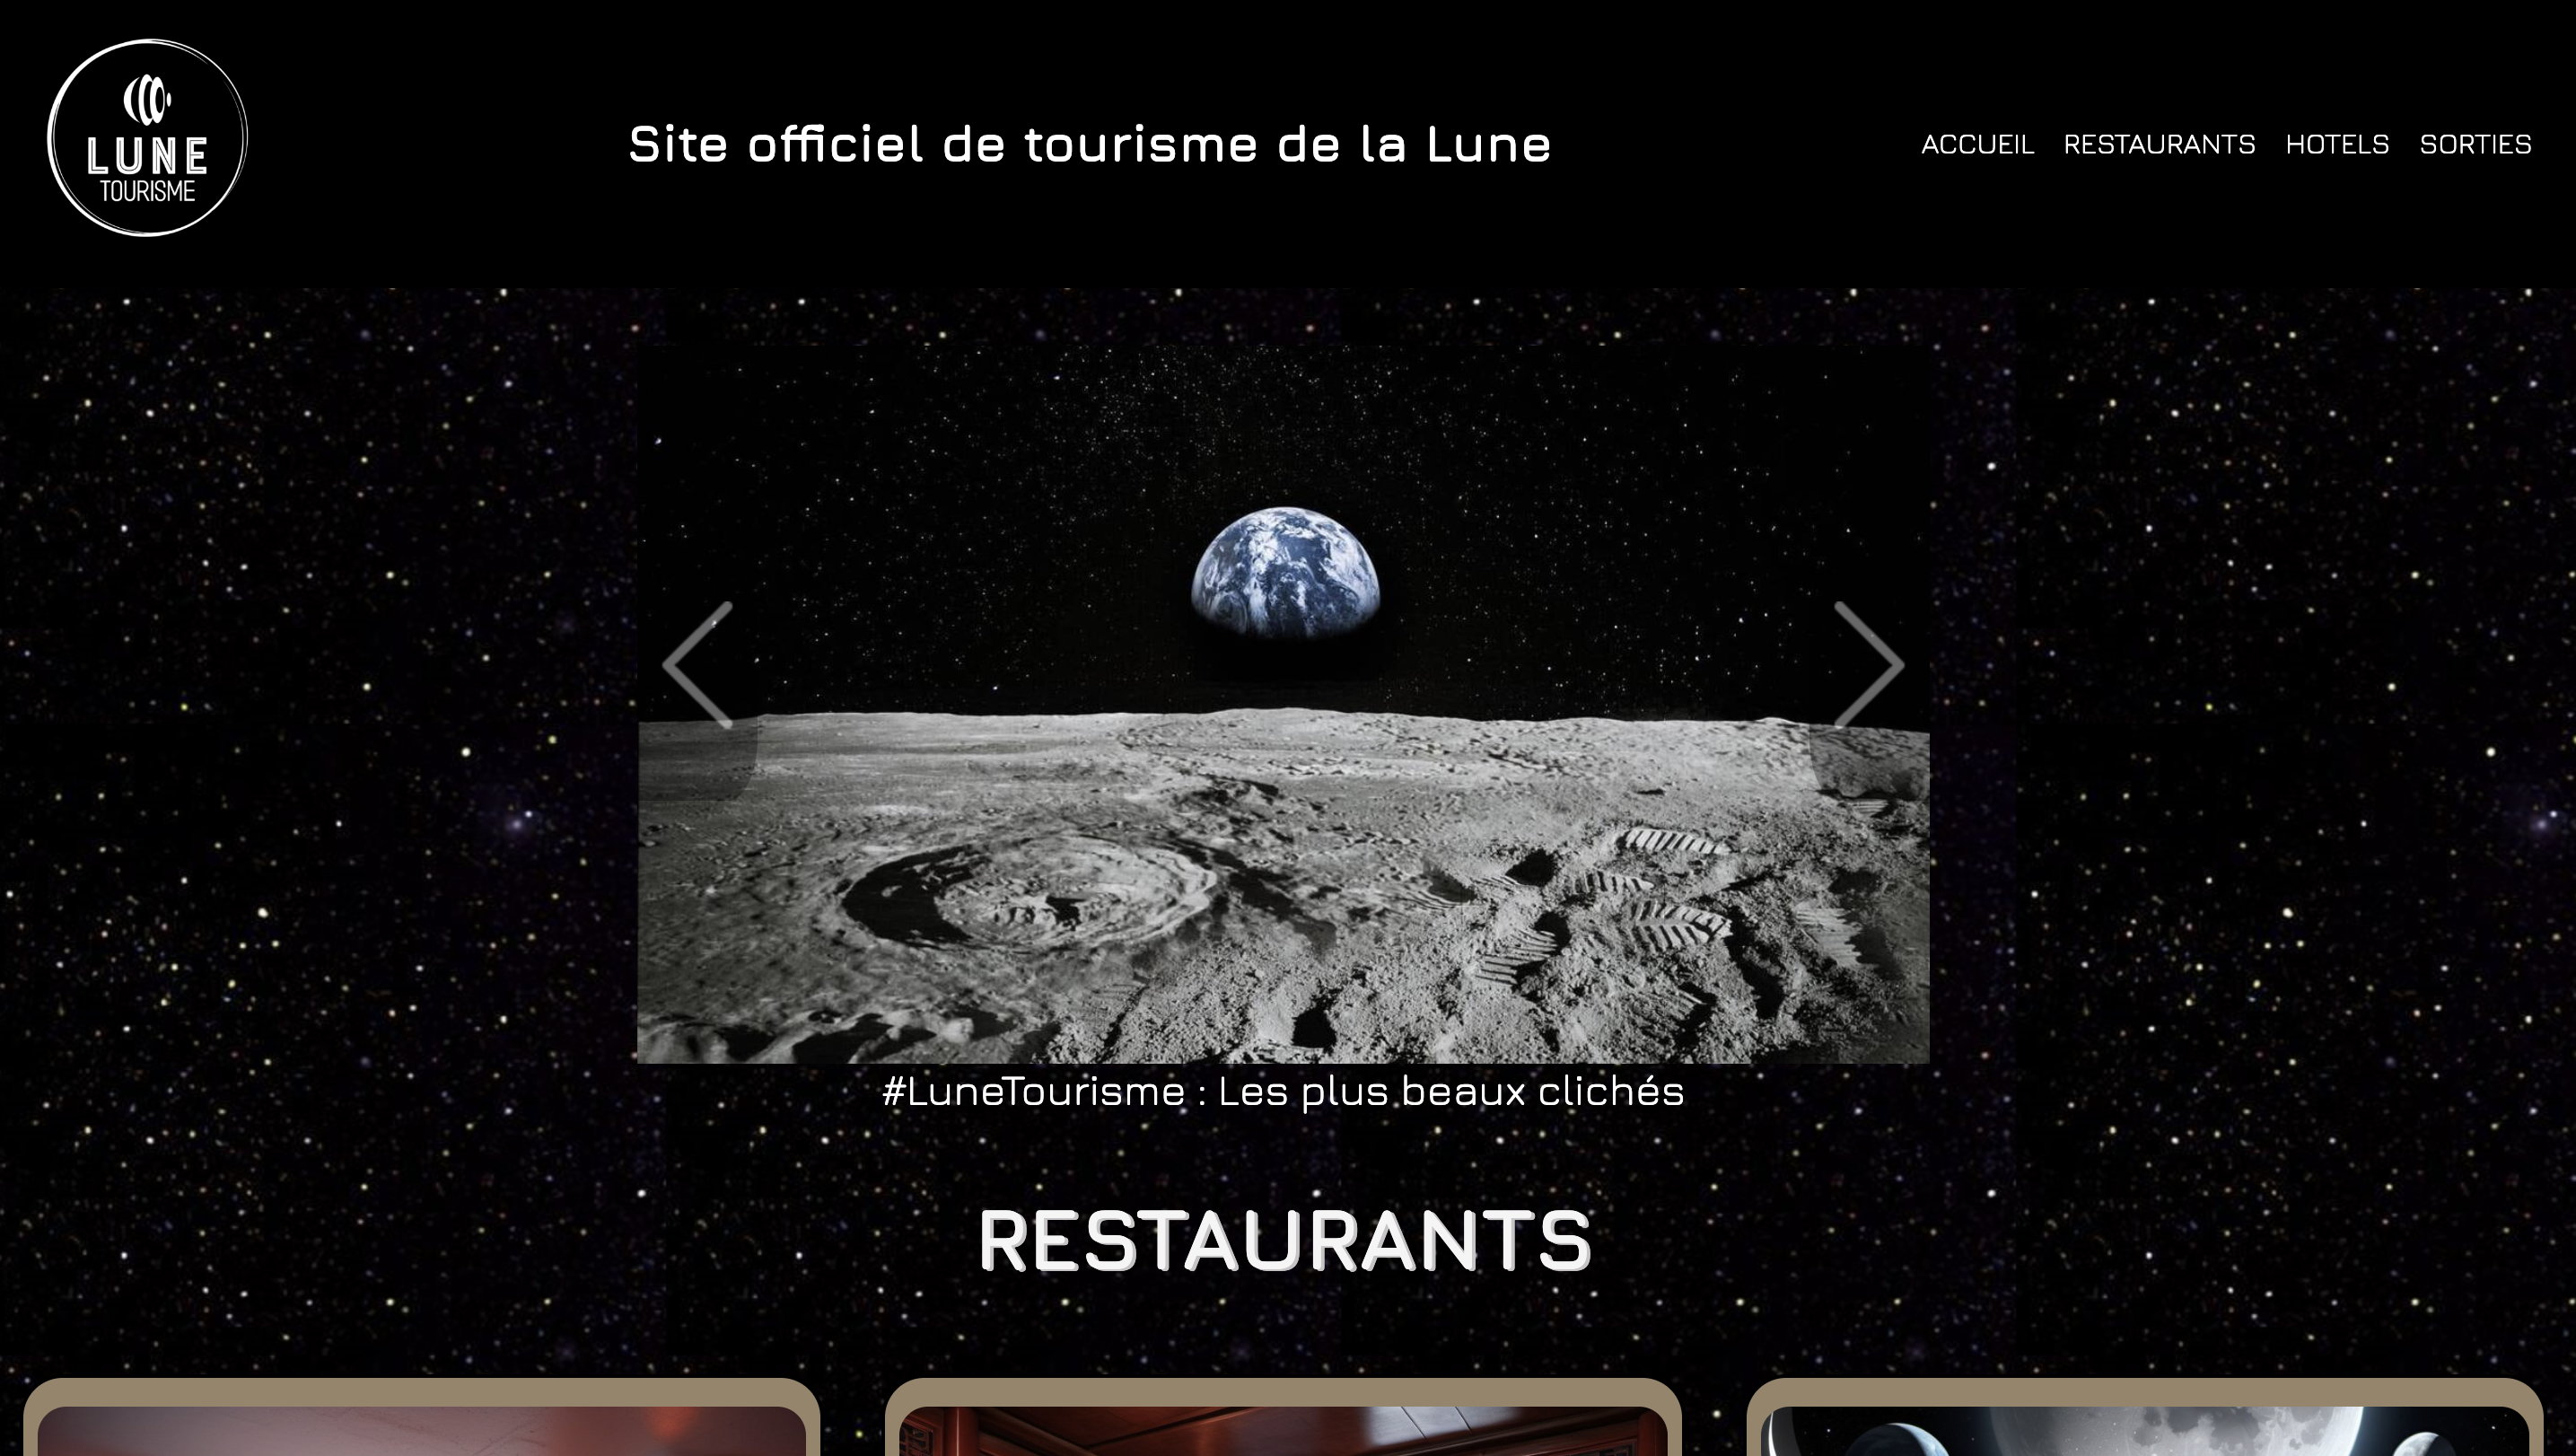 LUNE
TOURISME
Site officiel de tourisme de la Lune
ACCUEIL RESTAURANTS HOTELS SORTIES
#LuneTourisme : Les plus beaux clichés
RESTAURANTS